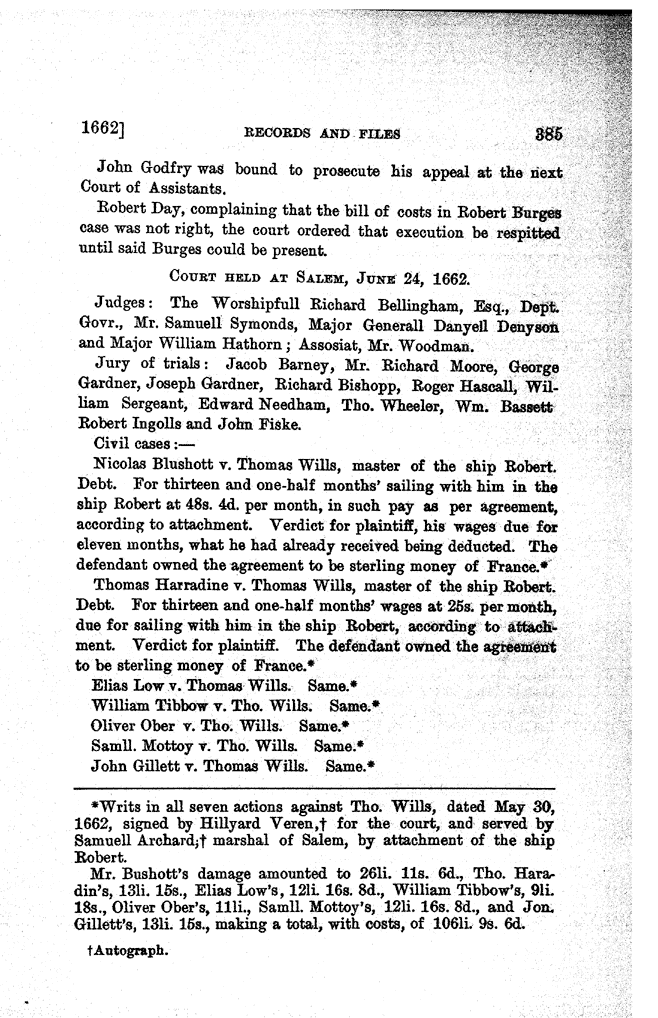 1662] RECORDS AND FILES 385
John Godfry was bound to prosecute his appeal at the next
Court of Assistants.
Robert Day, complaining that the bill of costs in Robert Burges
case was not right, the court ordered that execution be respitted
until said Burges could be present.
COURT HELD AT SALEM, JUNE 24, 1662.
Judges: The Worshipfull Richard Bellingham, Esq., Dept.
Govr., Mr. Samuell Symonds, Major Generall Danyell Denyson
and Major William Hathorn; Assosiat, Mr. Woodman.
Jury of trials: Jacob Barney, Mr. Richard Moore, George
Gardner, Joseph Gardner, Richard Bishopp, Roger Hascall, Wil-
liam Sergeant, Edward Needham, Tho. Wheeler, Wm. Bassett
Robert Ingolls and John Fiske.
Civil cases:—
Nicolas Blushott v. Thomas Wills, master of the ship Robert.
Debt. For thirteen and one-half months' sailing with him in the
ship Robert at 48s. 4d. per month, in such pay as per agreement,
according to attachment. Verdict for plaintiff, his wages due for
eleven months, what he had already received being deducted. The
defendant owned the agreement to be sterling money of France.*
Thomas Harradine v. Thomas Wills, master of the ship Robert.
Debt. For thirteen and one-half months' wages at 25s. per month,
due for sailing with him in the ship Robert, according to attach-
ment. Verdict for plaintiff. The defendant owned the agreement
to be sterling money of France.*
Elias Low v. Thomas Wills. Same.*
William Tibbow v. Tho. Wills. Same.*
Oliver Ober v. Tho. Wills. Same.*
Samll. Mottoy v. Tho. Wills. Same.*
John Gillett v. Thomas Wills. Same.*
*Writs in all seven actions against Tho. Wills, dated May 30,
1662, signed by Hillyard Veren,† for the court, and served by
Samuell Archard,† marshal of Salem, by attachment of the ship
Robert.
Mr. Bushott's damage amounted to 26li. 11s. 6d., Tho. Hara-
din's, 13li. 15s., Elias Low's, 12li. 16s. 8d., William Tibbow's, 9li.
18s., Oliver Ober's, 11li., Samll. Mottoy's, 12li. 16s. 8d., and Jon.
Gillett's, 13li. 15s., making a total, with costs, of 106li. 9s. 6d.
†Autograph.